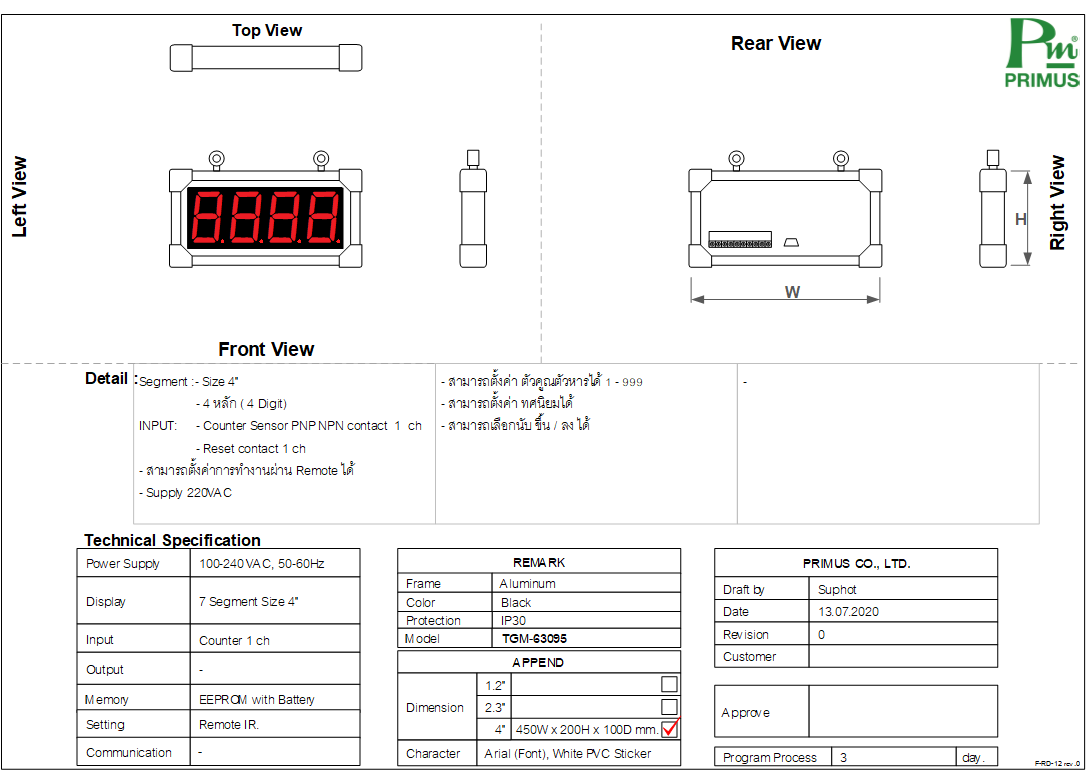 Top View
Rear View
Pm®
PRIMUS
Left View
Right View
H
W
Front View
Detail :
Segment :- Size 4"
- 4 หลัก ( 4 Digit)
INPUT: - Counter Sensor PNP NPN contact 1 ch
- Reset contact 1 ch
- สามารถตั้งค่าการทำงานผ่าน Remote ได้
- Supply 220VAC
- สามารถตั้งค่า ตัวคูณตัวหารได้ 1 - 999
- สามารถตั้งค่า ทศนิยมได้
- สามารถเลือกนับ ขึ้น / ลง ได้
-
Technical Specification
Power Supply 100-240VAC, 50-60Hz
Display 7 Segment Size 4"
Input Counter 1 ch
Output -
Memory EEPROM with Battery
Setting Remote IR.
Communication -
REMARK
Frame Aluminum
Color Black
Protection IP30
Model TGM-63095
APPEND
Dimension
1.2"
2.3"
4" 450W x 200H x 100D mm.
Character Arial (Font), White PVC Sticker
PRIMUS CO., LTD.
Draft by Suphot
Date 13.07.2020
Revision 0
Customer
Approve
Program Process 3 day.
F-RD-12 rev.0